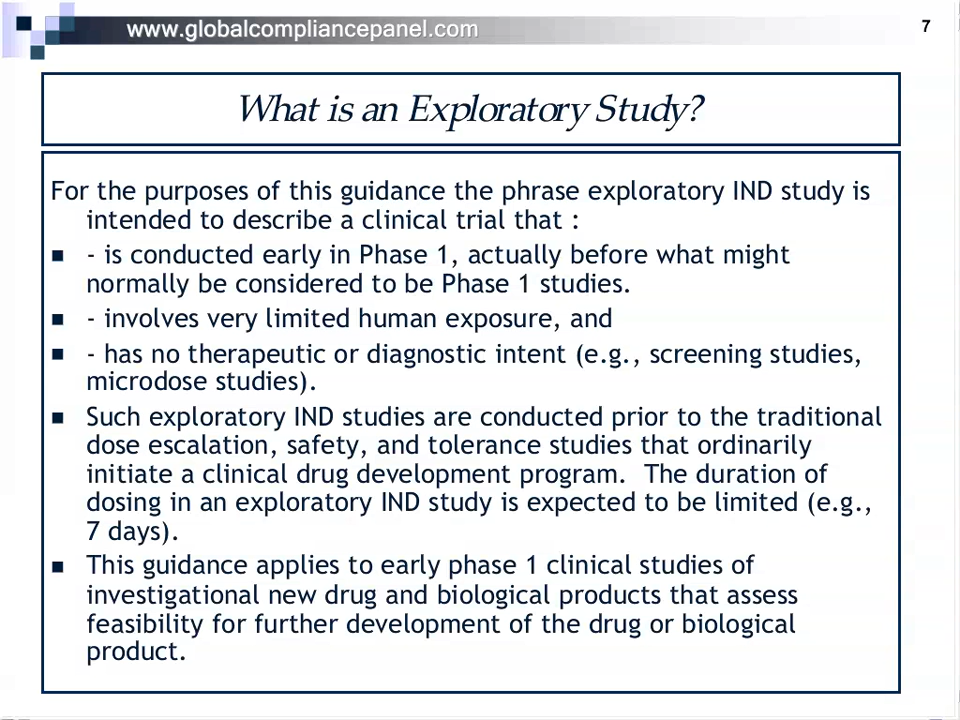 www.globalcompliancepanel.com
7
What is an Exploratory Study?
For the purposes of this guidance the phrase exploratory IND study is
intended to describe a clinical trial that :
- is conducted early in Phase 1, actually before what might
normally be considered to be Phase 1 studies.
- involves very limited human exposure, and
- has no therapeutic or diagnostic intent (e.g., screening studies,
microdose studies).
Such exploratory IND studies are conducted prior to the traditional
dose escalation, safety, and tolerance studies that ordinarily
initiate a clinical drug development program.  The duration of
dosing in an exploratory IND study is expected to be limited (e.g.,
7 days).
This guidance applies to early phase 1 clinical studies of
investigational new drug and biological products that assess
feasibility for further development of the drug or biological
product.